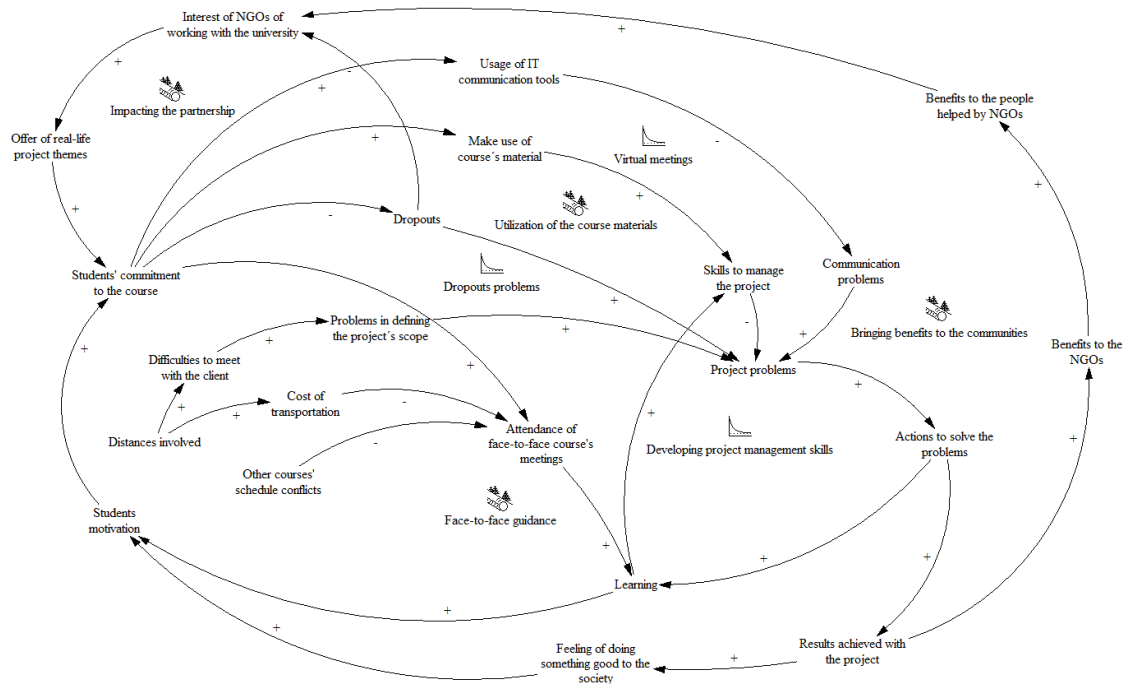 Interest of NGOs of
working with the university
+
+
-
Usage of IT
communication tools
+
Impacting the partnership
Benefits to the people
helped by NGOs
Offer of real-life
project themes
+
Make use of
course´s material
-
Virtual meetings
+
+
+
-
Dropouts
Utilization of the course materials
Students' commitment
to the course
Dropouts problems
Skills to manage
the project
Communication
problems
+
Problems in defining
the project´s scope
+
-
+
Bringing benefits to the communities
+
+
Difficulties to meet
with the client
+
Project problems
Benefits to the
NGOs
+
+
+
Cost of
transportation
-
+
Distances involved
-
Attendance of
face-to-face course's
meetings
+
Developing project management skills
Actions to solve the
problems
+
Other courses'
schedule conflicts
Students
motivation
Face-to-face guidance
+
+
+
Learning
+
+
Feeling of doing
something good to the
society
+
Results achieved with
the project